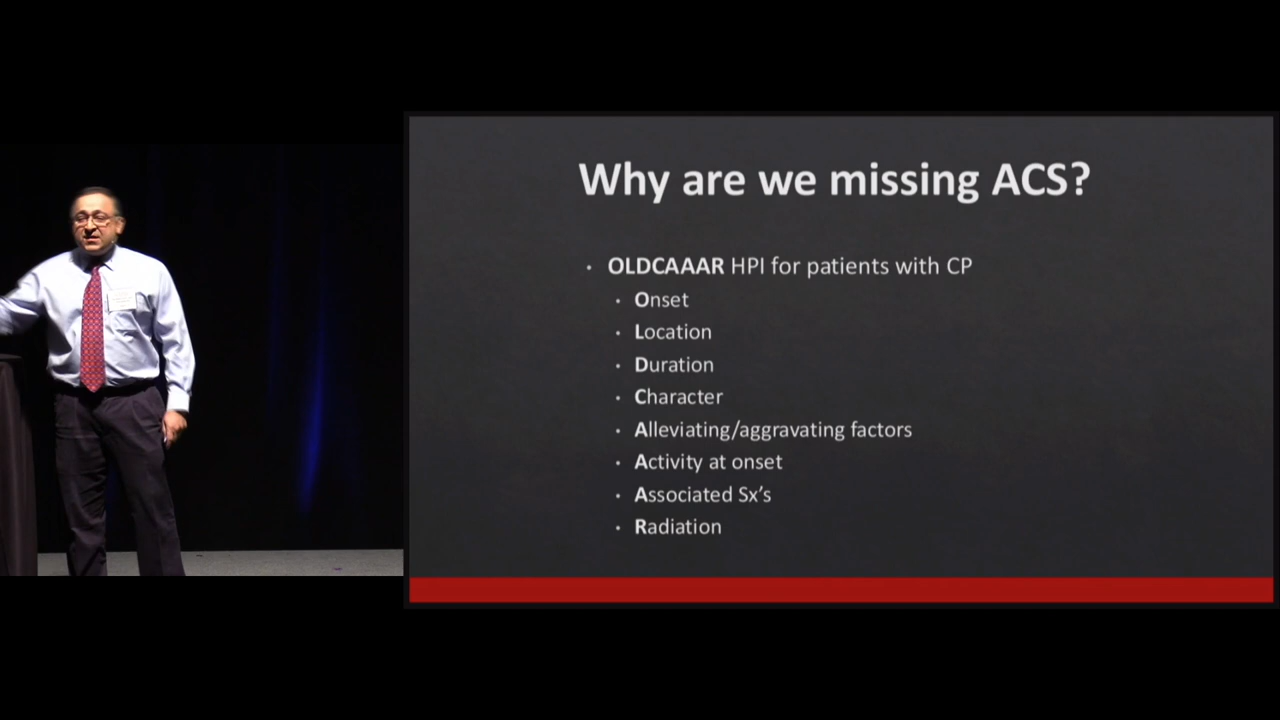 Why are we missing ACS?
• OLDCAAAR HPI for patients with CP
• Onset
• Location
• Duration
• Character
• Alleviating/aggravating factors
• Activity at onset
• Associated Sx's
• Radiation